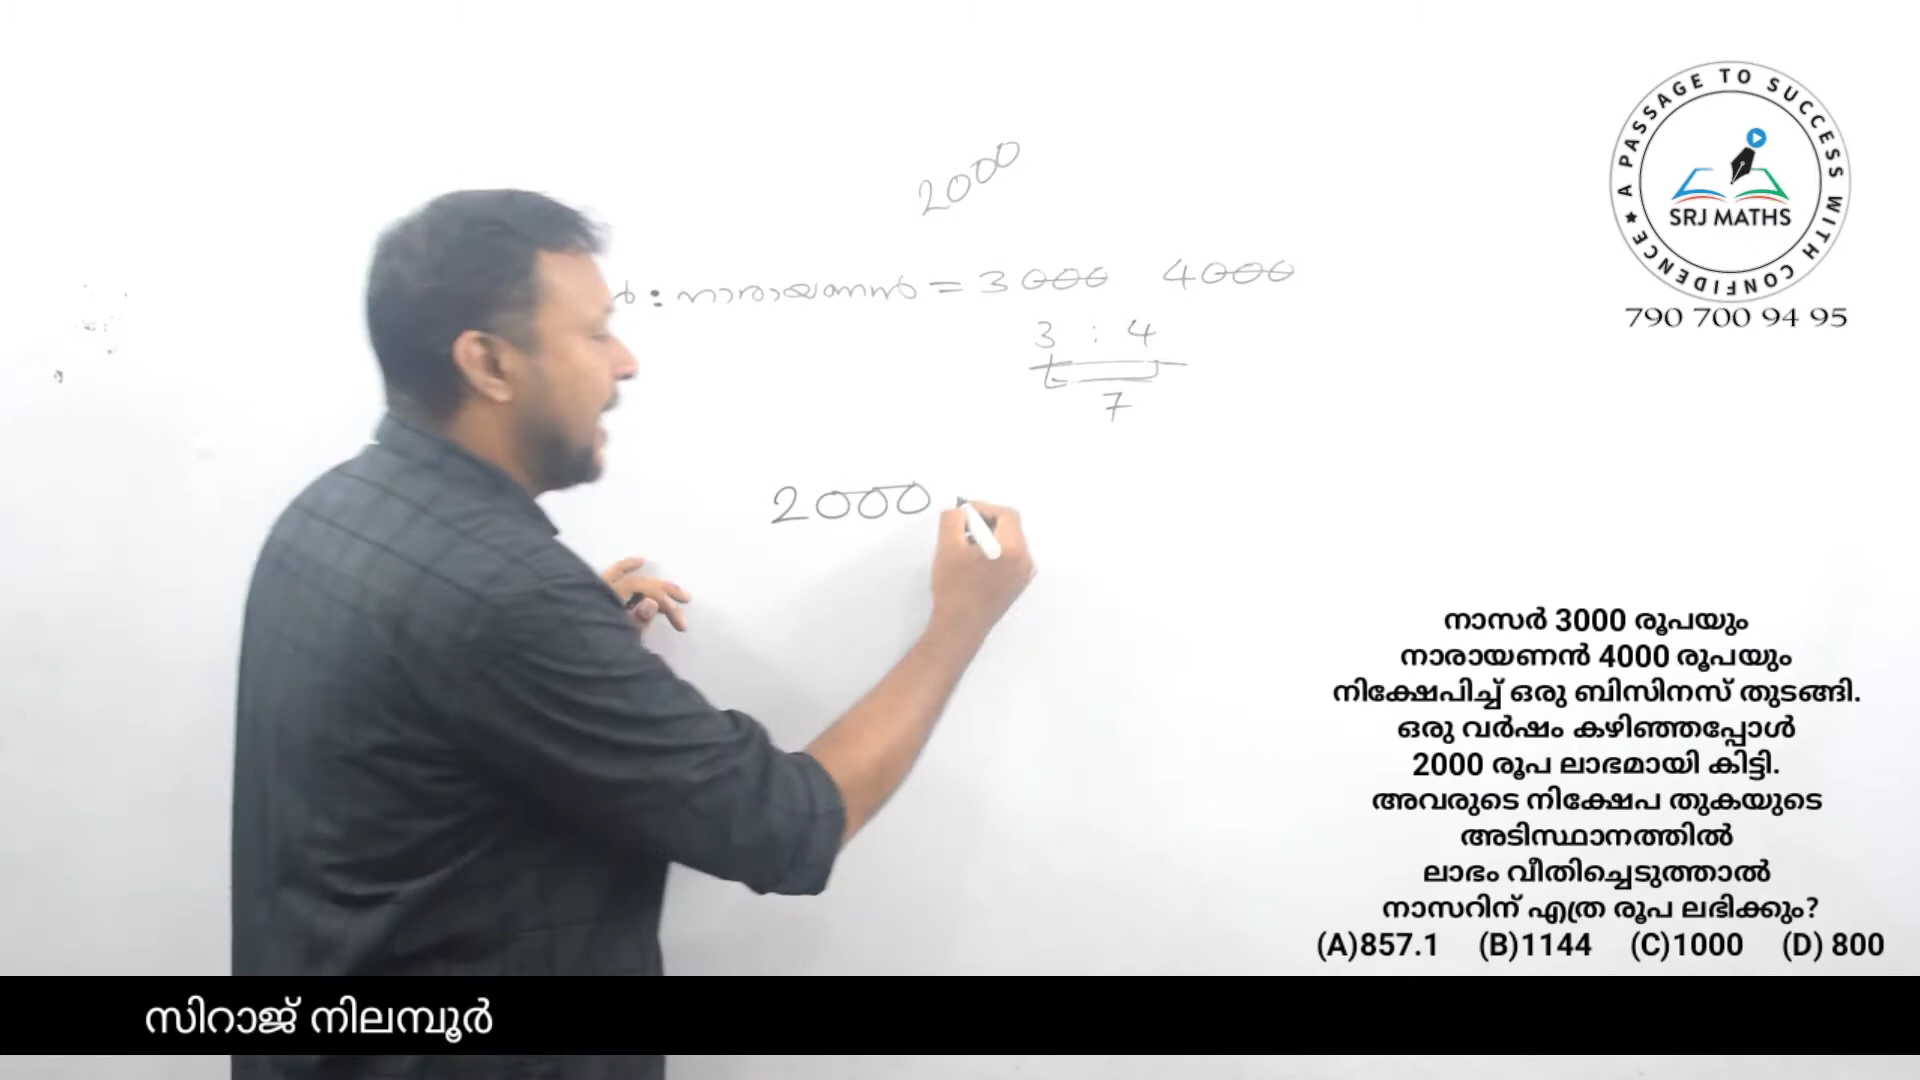 A PASSAGE TO SUCCESS WITH CONFIDENCE
SRJ MATHS
790 700 94 95
2000
ർ : നാരായണൻ = 3000 4000
3 : 4
7
2000
നാസർ 3000 രൂപയും
നാരായണൻ 4000 രൂപയും
നിക്ഷേപിച്ച് ഒരു ബിസിനസ് തുടങ്ങി.
ഒരു വർഷം കഴിഞ്ഞപ്പോൾ
2000 രൂപ ലാഭമായി കിട്ടി.
അവരുടെ നിക്ഷേപ തുകയുടെ
അടിസ്ഥാനത്തിൽ
ലാഭം വീതിച്ചെടുത്താൽ
നാസറിന് എത്ര രൂപ ലഭിക്കും?
(A)857.1 (B)1144 (C)1000 (D) 800
സിറാജ് നിലമ്പൂർ